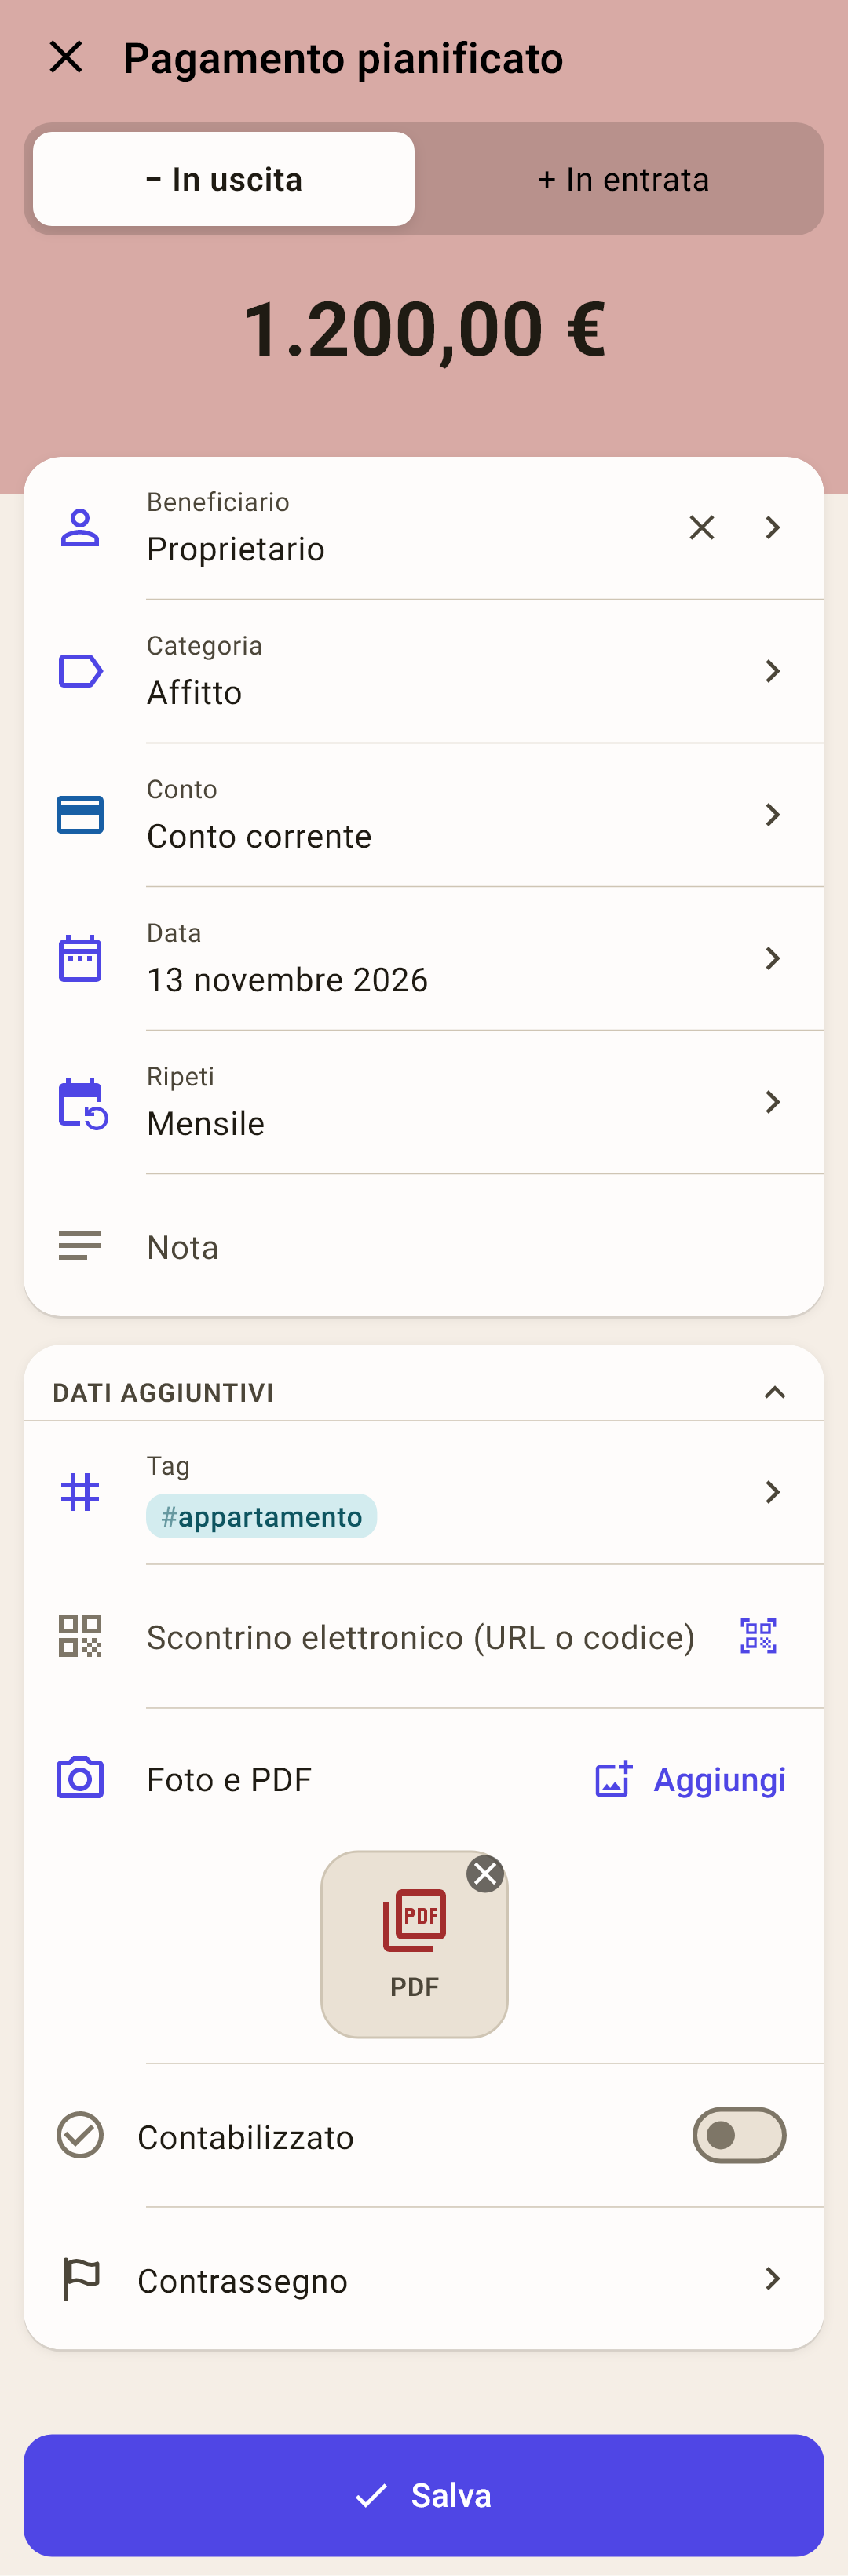 Pagamento pianificato
− In uscita
+ In entrata
1.200,00 €
Beneficiario
Proprietario
Categoria
Affitto
Conto
Conto corrente
Data
13 novembre 2026
Ripeti
Mensile
Nota
DATI AGGIUNTIVI
Tag
#appartamento
Scontrino elettronico (URL o codice)
Foto e PDF
Aggiungi
PDF
PDF
Contabilizzato
Contrassegno
Salva